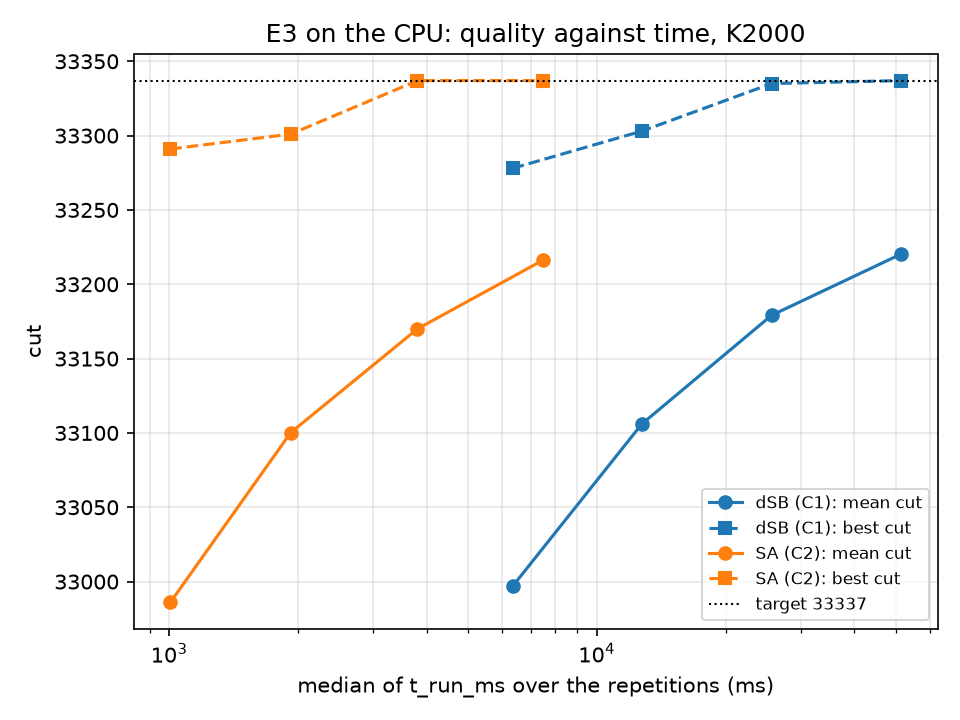 E3 on the CPU: quality against time, K2000
cut
33350
33300
33250
33200
33150
33100
33050
33000
dSB (C1): mean cut
dSB (C1): best cut
SA (C2): mean cut
SA (C2): best cut
target 33337
10³
10⁴
median of t_run_ms over the repetitions (ms)